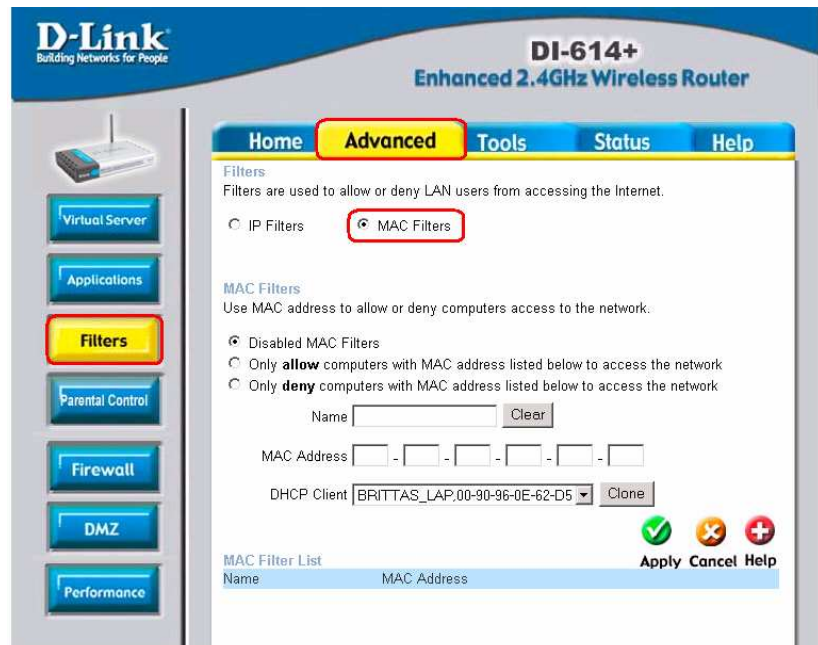 D-Link
Building Networks for People
DI-614+
Enhanced 2.4GHz Wireless Router
Home Advanced Tools Status Help
Virtual Server
Applications
Filters
Parental Control
Firewall
DMZ
Performance
Filters
Filters are used to allow or deny LAN users from accessing the Internet.
IP Filters MAC Filters
MAC Filters
Use MAC address to allow or deny computers access to the network.
Disabled MAC Filters
Only allow computers with MAC address listed below to access the network
Only deny computers with MAC address listed below to access the network
Name Clear
MAC Address - - - - -
DHCP Client BRITTAS_LAP,00-90-96-0E-62-D5 Clone
Apply Cancel Help
MAC Filter List
Name MAC Address